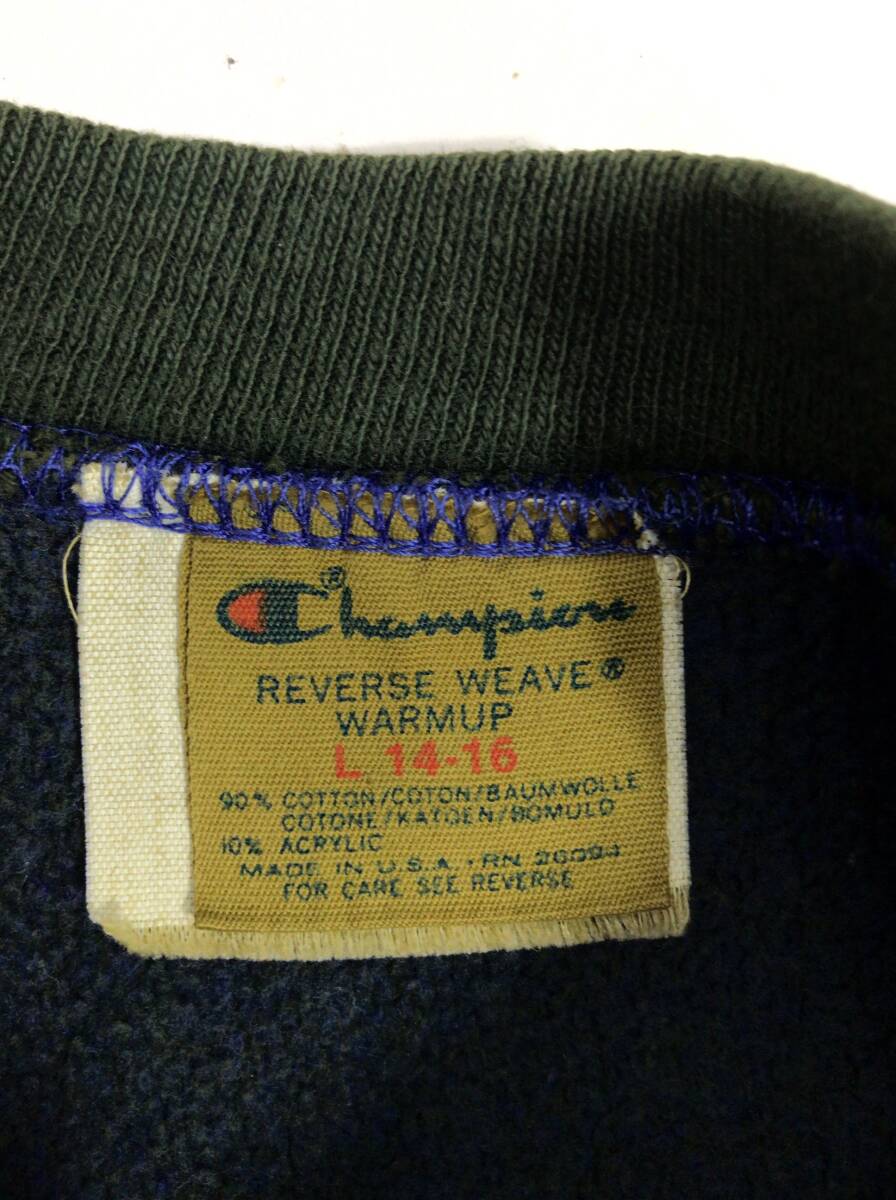 Champion®
REVERSE WEAVE®
WARMUP
L 14-16
90% COTTON/COTON/BAUMWOLLE
COTONE/KATOEN/BOMULD
10% ACRYLIC
MADE IN U.S.A. · RN 26094
FOR CARE SEE REVERSE